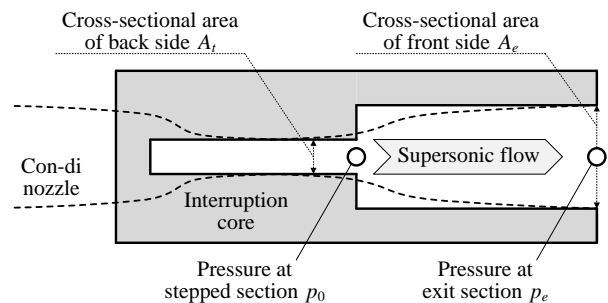 Cross-sectional area
of back side A_t
Cross-sectional area
of front side A_e
Con-di
nozzle
Supersonic flow
Interruption
core
Pressure at
stepped section p_0
Pressure at
exit section p_e